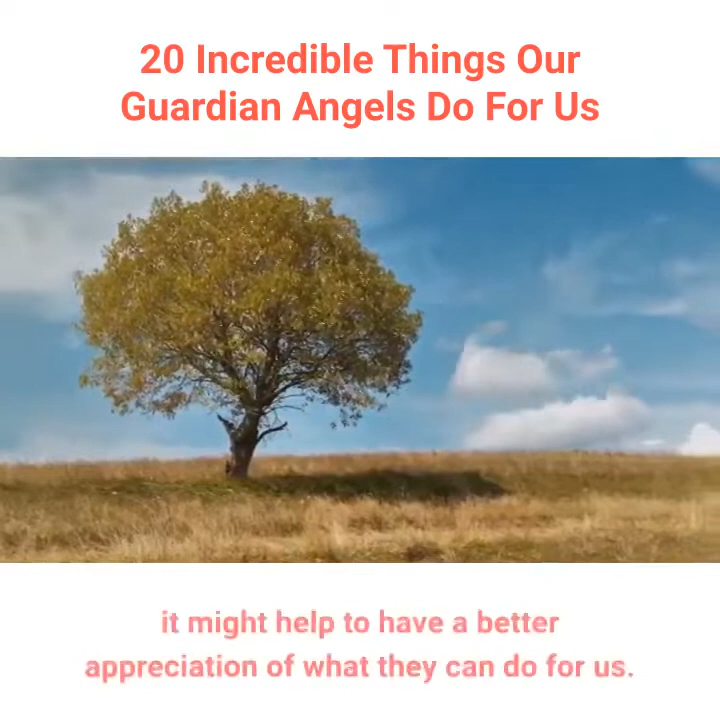 20 Incredible Things Our
Guardian Angels Do For Us
it might help to have a better
appreciation of what they can do for us.